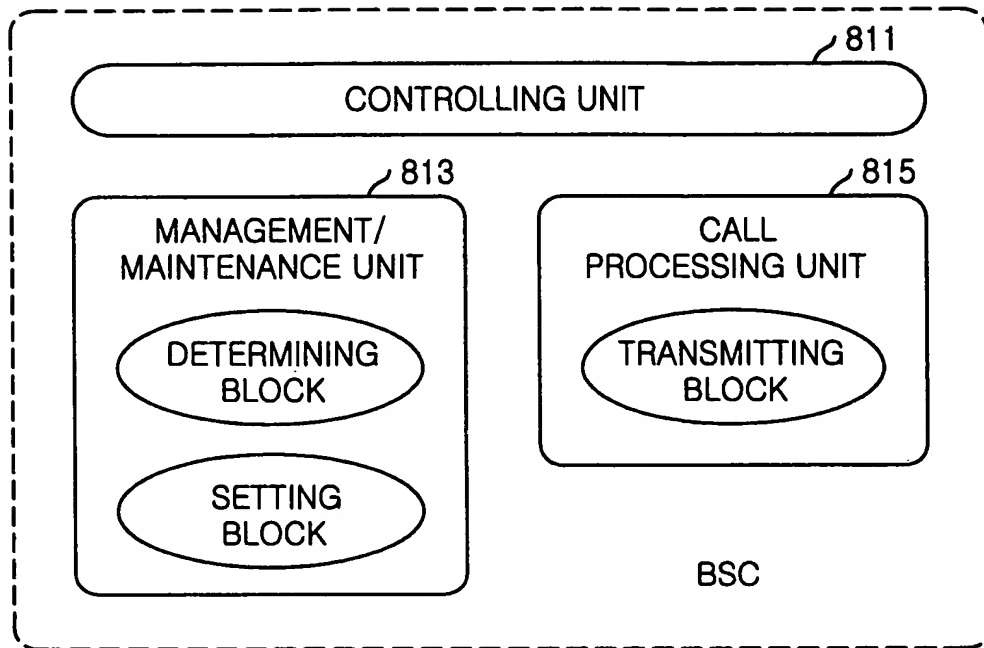 811
CONTROLLING UNIT
813
MANAGEMENT/
MAINTENANCE UNIT
DETERMINING
BLOCK
SETTING
BLOCK
815
CALL
PROCESSING UNIT
TRANSMITTING
BLOCK
BSC